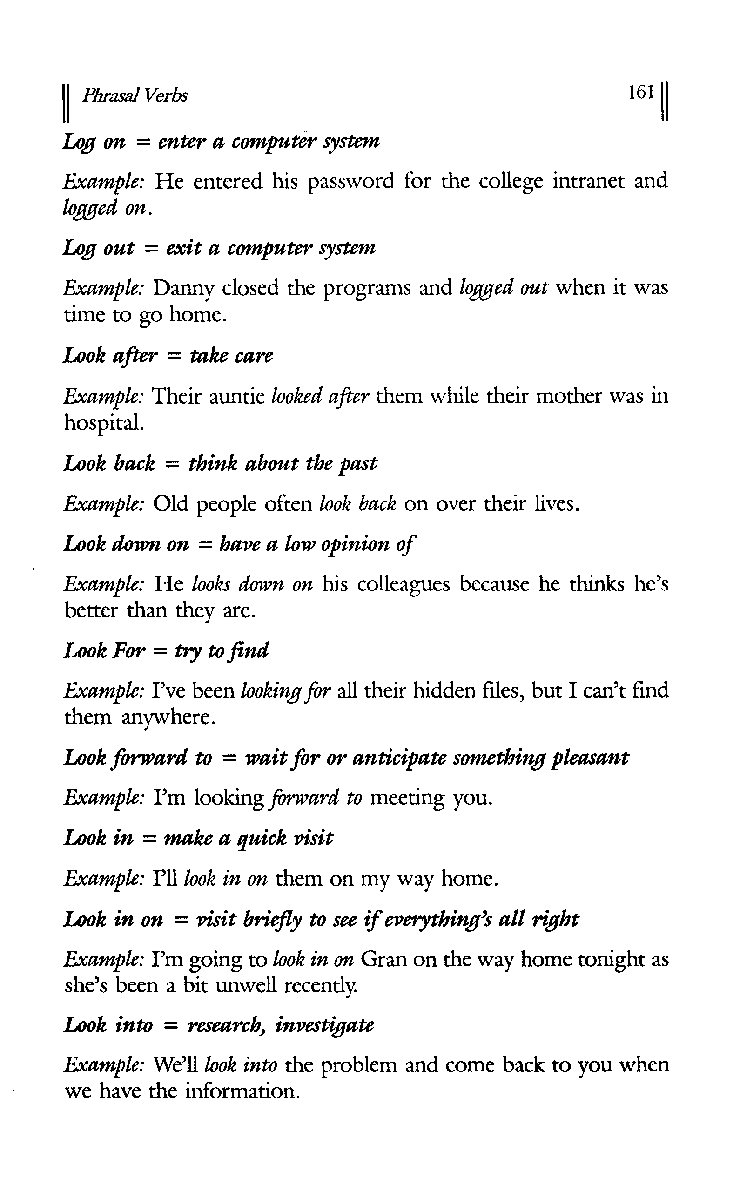 Phrasal Verbs 161
Log on = enter a computer system
Example: He entered his password for the college intranet and
logged on.
Log out = exit a computer system
Example: Danny closed the programs and logged out when it was
time to go home.
Look after = take care
Example: Their auntie looked after them while their mother was in
hospital.
Look back = think about the past
Example: Old people often look back on over their lives.
Look down on = have a low opinion of
Example: He looks down on his colleagues because he thinks he's
better than they are.
Look For = try to find
Example: I've been looking for all their hidden files, but I can't find
them anywhere.
Look forward to = wait for or anticipate something pleasant
Example: I'm looking forward to meeting you.
Look in = make a quick visit
Example: I'll look in on them on my way home.
Look in on = visit briefly to see if everything's all right
Example: I'm going to look in on Gran on the way home tonight as
she's been a bit unwell recently.
Look into = research, investigate
Example: We'll look into the problem and come back to you when
we have the information.